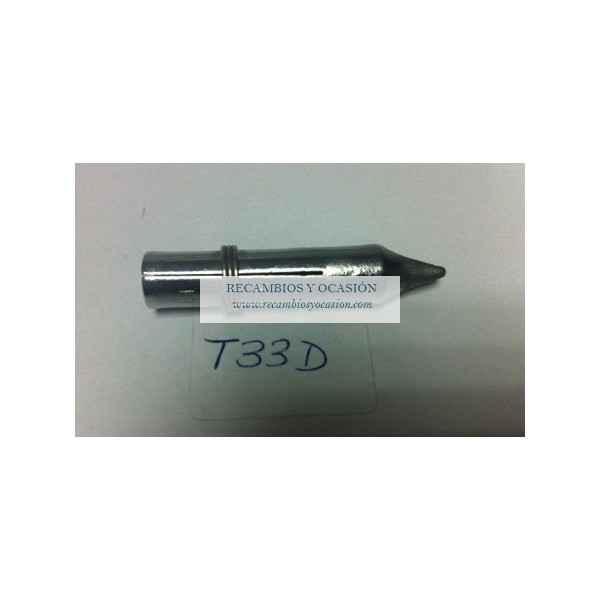 RECAMBIOS Y OCASIÓN
www.recambiosyocasion.com
T33D